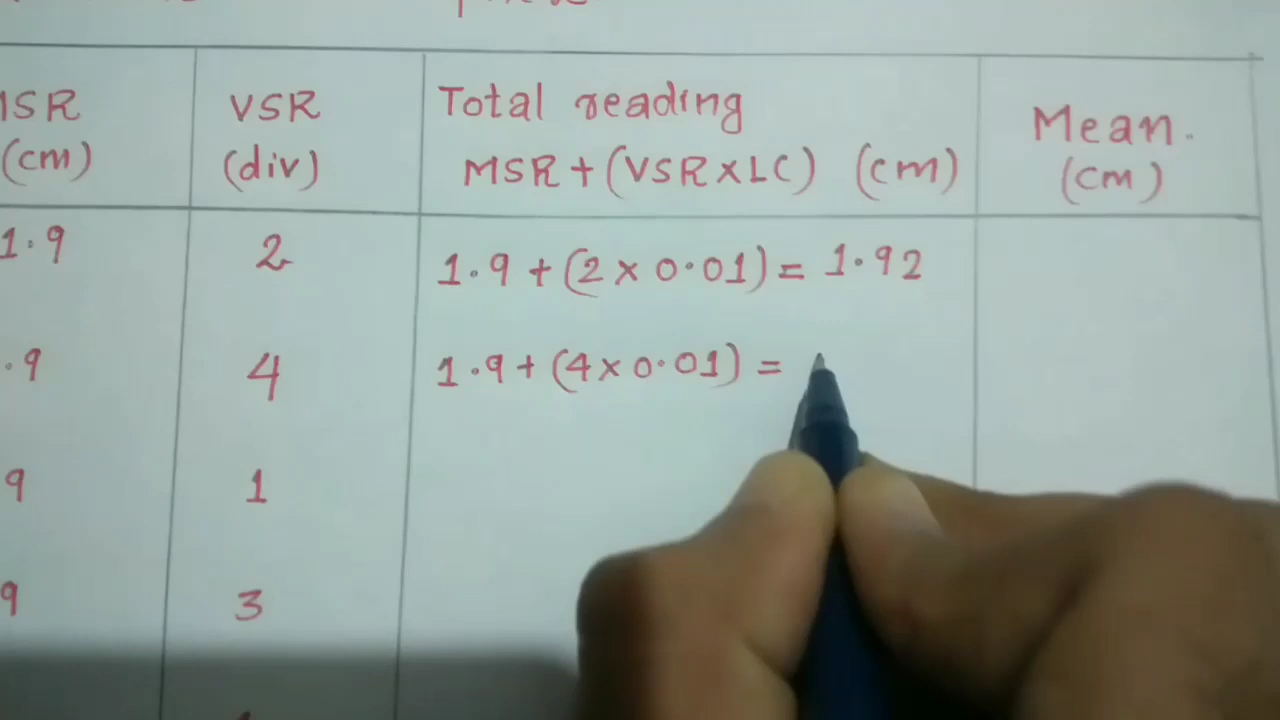 MSR VSR Total reading Mean.
(cm) (div) MSR + (VSR X LC) (cm) (cm)
1.9 2 1.9 + (2 x 0.01) = 1.92
.9 4 1.9 + (4 x 0.01) =
9 1
9 3